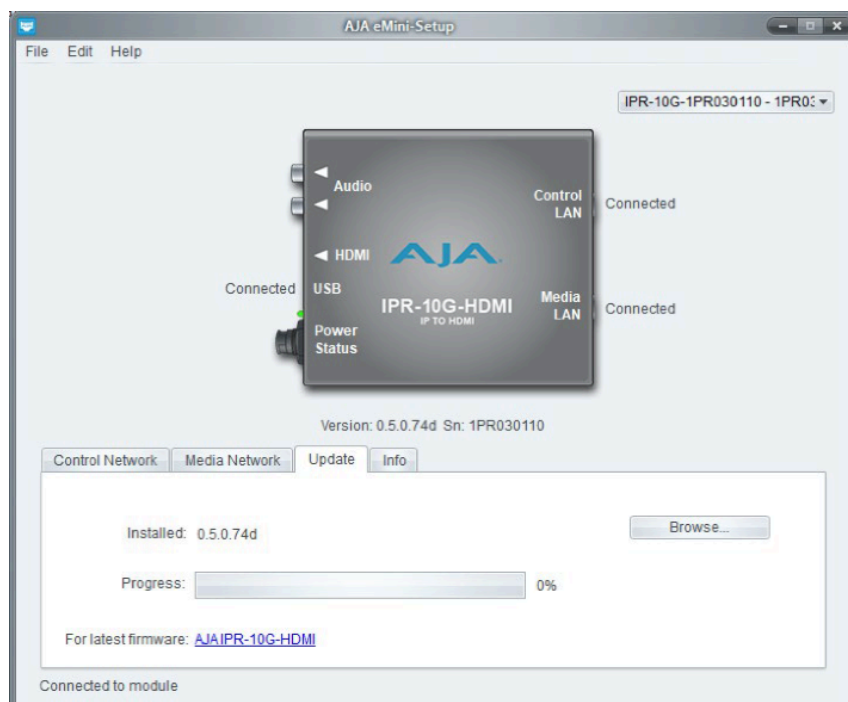 AJA eMini-Setup
File Edit Help
IPR-10G-1PR030110 - 1PR03
Audio
Control
LAN
Connected
HDMI
AJA
Connected
USB
IPR-10G-HDMI
IP TO HDMI
Media
LAN
Connected
Power
Status
Version: 0.5.0.74d Sn: 1PR030110
Control Network Media Network Update Info
Installed: 0.5.0.74d
Browse...
Progress: 0%
For latest firmware: AJAIPR-10G-HDMI
Connected to module